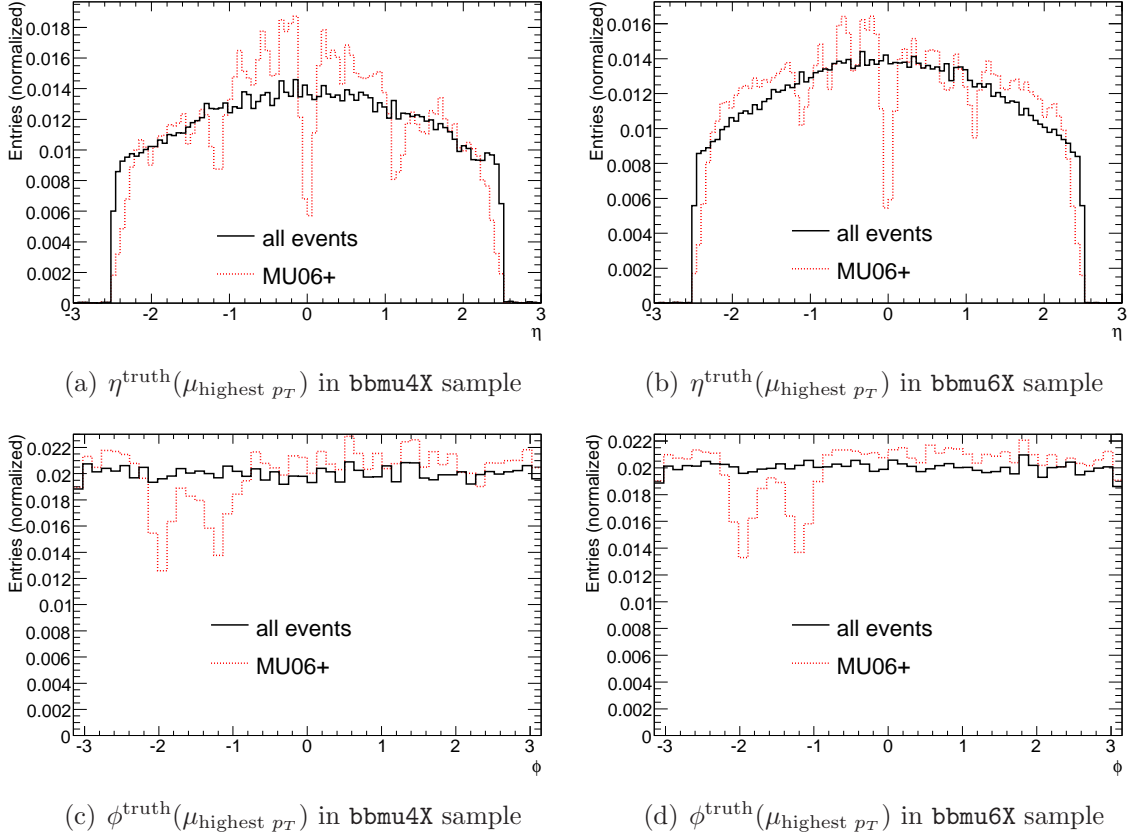 Entries (normalized)
0.018
0.016
0.014
0.012
0.01
0.008
0.006
0.004
0.002
0
all events
MU06+
-3 -2 -1 0 1 2 3
η
(a) η^truth(μ_highest p_T) in bbmu4X sample
Entries (normalized)
0.016
0.014
0.012
0.01
0.008
0.006
0.004
0.002
0
all events
MU06+
-3 -2 -1 0 1 2 3
η
(b) η^truth(μ_highest p_T) in bbmu6X sample
Entries (normalized)
0.022
0.02
0.018
0.016
0.014
0.012
0.01
0.008
0.006
0.004
0.002
0
all events
MU06+
-3 -2 -1 0 1 2 3
ϕ
(c) ϕ^truth(μ_highest p_T) in bbmu4X sample
Entries (normalized)
0.022
0.02
0.018
0.016
0.014
0.012
0.01
0.008
0.006
0.004
0.002
0
all events
MU06+
-3 -2 -1 0 1 2 3
ϕ
(d) ϕ^truth(μ_highest p_T) in bbmu6X sample